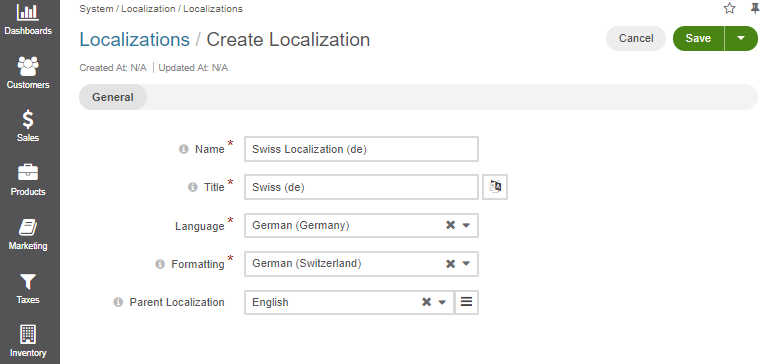 Dashboards
Customers
Sales
Products
Marketing
Taxes
Inventory
System / Localization / Localizations
Localizations / Create Localization
Cancel
Save
Created At: N/A | Updated At: N/A
General
Name *
Swiss Localization (de)
Title *
Swiss (de)
Language *
German (Germany)
Formatting *
German (Switzerland)
Parent Localization
English